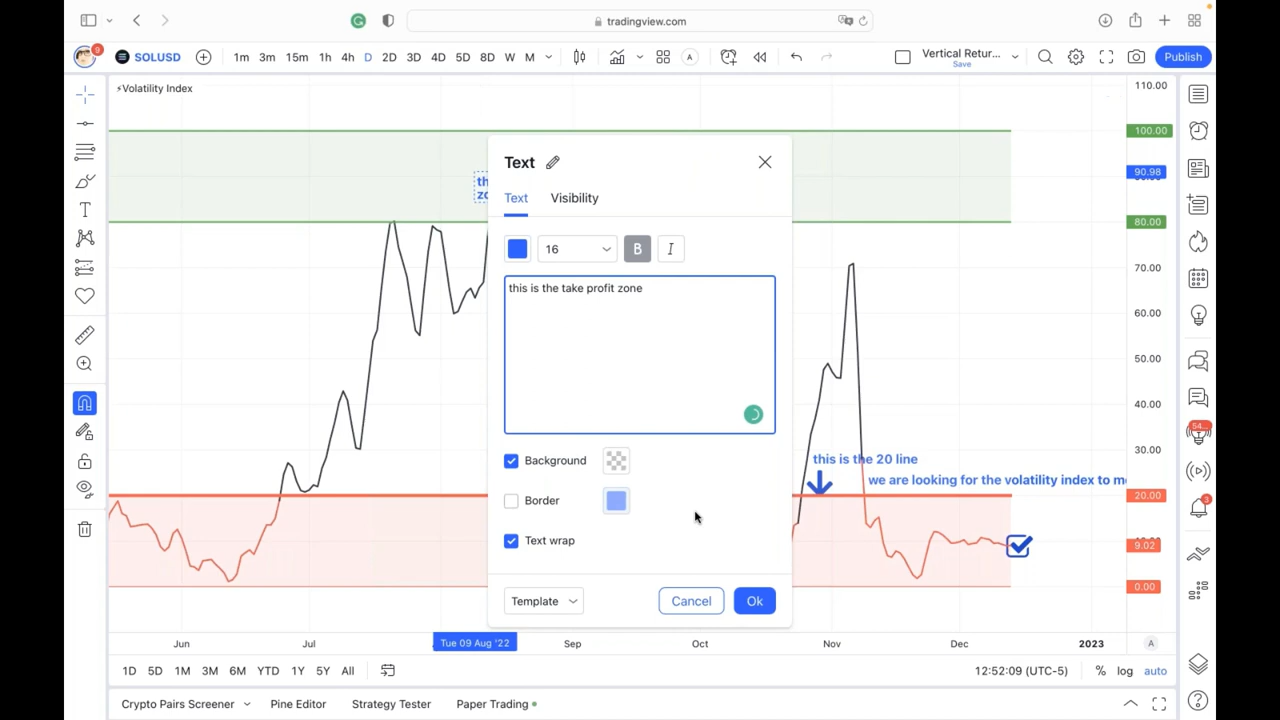 tradingview.com
9
SOLUSD
1m 3m 15m 1h 4h D 2D 3D 4D 5D 8D W M
A
Vertical Retur...
Save
Publish
⚡Volatility Index
110.00
100.00
90.98
80.00
70.00
60.00
50.00
40.00
30.00
20.00
9.02
0.00
th
zo
Text
Text Visibility
16 B I
this is the take profit zone
Background
Border
Text wrap
Template Cancel Ok
this is the 20 line
we are looking for the volatility index to m
54...
3
Jun Jul Tue 09 Aug '22 Sep Oct Nov Dec 2023 A
1D 5D 1M 3M 6M YTD 1Y 5Y All
12:52:09 (UTC-5) % log auto
Crypto Pairs Screener Pine Editor Strategy Tester Paper Trading